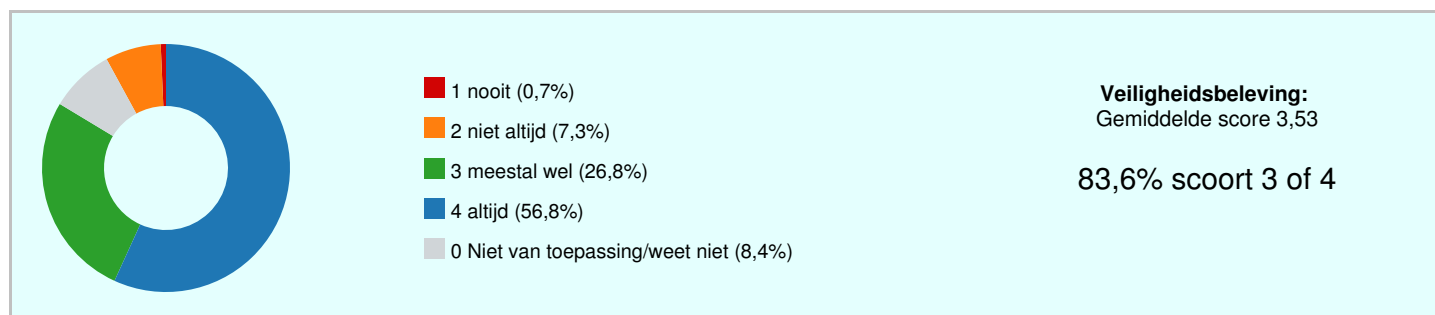 1 nooit (0,7%)
2 niet altijd (7,3%)
3 meestal wel (26,8%)
4 altijd (56,8%)
0 Niet van toepassing/weet niet (8,4%)
Veiligheidsbeleving:
Gemiddelde score 3,53
83,6% scoort 3 of 4